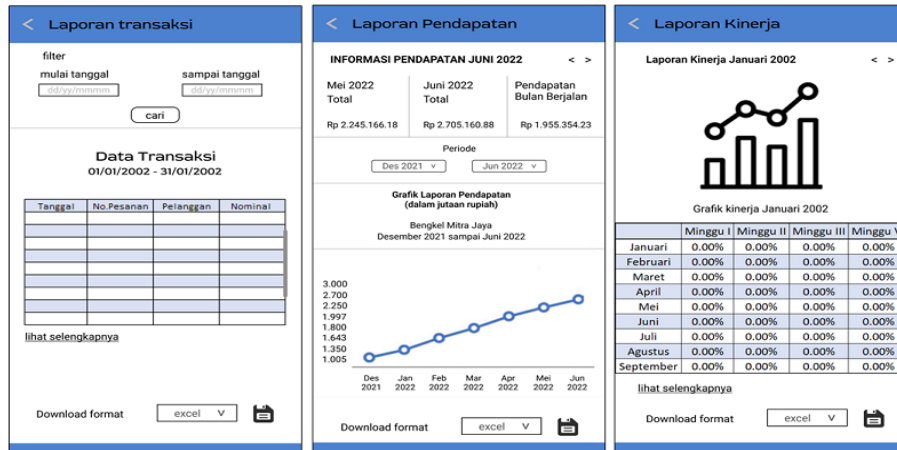 < Laporan transaksi
filter
mulai tanggal sampai tanggal
dd/yy/mmmm dd/yy/mmmm
cari
Data Transaksi
01/01/2002 - 31/01/2002
Tanggal No.Pesanan Pelanggan Nominal
lihat selengkapnya
Download format excel V
< Laporan Pendapatan
INFORMASI PENDAPATAN JUNI 2022 < >
Mei 2022 Juni 2022 Pendapatan
Total Total Bulan Berjalan
Rp 2.245.166.18 Rp 2.705.160.88 Rp 1.955.354.23
Periode
Des 2021 v Jun 2022 v
Grafik Laporan Pendapatan
(dalam jutaan rupiah)
Bengkel Mitra Jaya
Desember 2021 sampai Juni 2022
3.000
2.700
2.250
1.997
1.800
1.643
1.350
1.005
Des Jan Feb Mar Apr Mei Jun
2021 2022 2022 2022 2022 2022 2022
Download format excel V
< Laporan Kinerja
Laporan Kinerja Januari 2002 < >
Grafik kinerja Januari 2002
Minggu I Minggu II Minggu III Minggu V
Januari 0.00% 0.00% 0.00% 0.00%
Februari 0.00% 0.00% 0.00% 0.00%
Maret 0.00% 0.00% 0.00% 0.00%
April 0.00% 0.00% 0.00% 0.00%
Mei 0.00% 0.00% 0.00% 0.00%
Juni 0.00% 0.00% 0.00% 0.00%
Juli 0.00% 0.00% 0.00% 0.00%
Agustus 0.00% 0.00% 0.00% 0.00%
September 0.00% 0.00% 0.00% 0.00%
lihat selengkapnya
Download format excel V